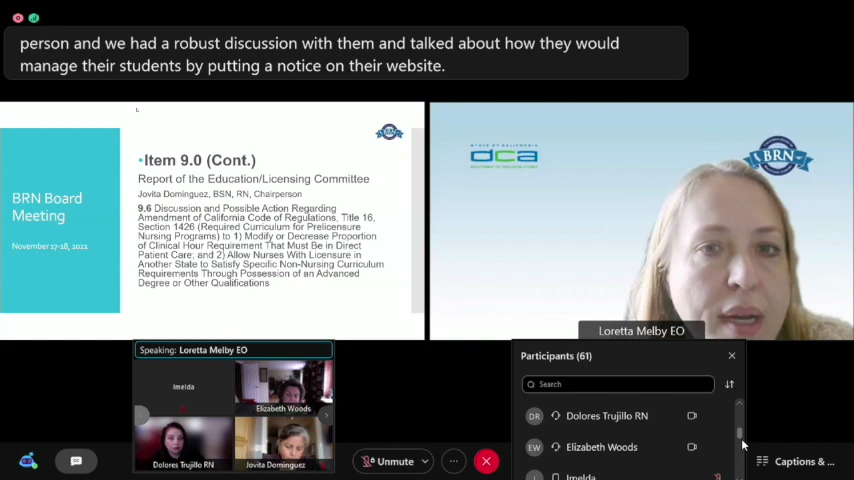 person and we had a robust discussion with them and talked about how they would
manage their students by putting a notice on their website.
BRN Board
Meeting
November 17-18, 2021
•Item 9.0 (Cont.)
Report of the Education/Licensing Committee
Jovita Dominguez, BSN, RN, Chairperson
9.6 Discussion and Possible Action Regarding
Amendment of California Code of Regulations, Title 16,
Section 1426 (Required Curriculum for Prelicensure
Nursing Programs) to 1) Modify or Decrease Proportion
of Clinical Hour Requirement That Must Be in Direct
Patient Care; and 2) Allow Nurses With Licensure in
Another State to Satisfy Specific Non-Nursing Curriculum
Requirements Through Possession of an Advanced
Degree or Other Qualifications
BRN
STATE OF CALIFORNIA
dca
DEPARTMENT OF CONSUMER AFFAIRS
BRN
Loretta Melby EO
Speaking: Loretta Melby EO
Imelda
Elizabeth Woods
Dolores Trujillo RN
Jovita Dominguez
Participants (61)
Search
DR Dolores Trujillo RN
EW Elizabeth Woods
I Imelda
Unmute
Captions & ...